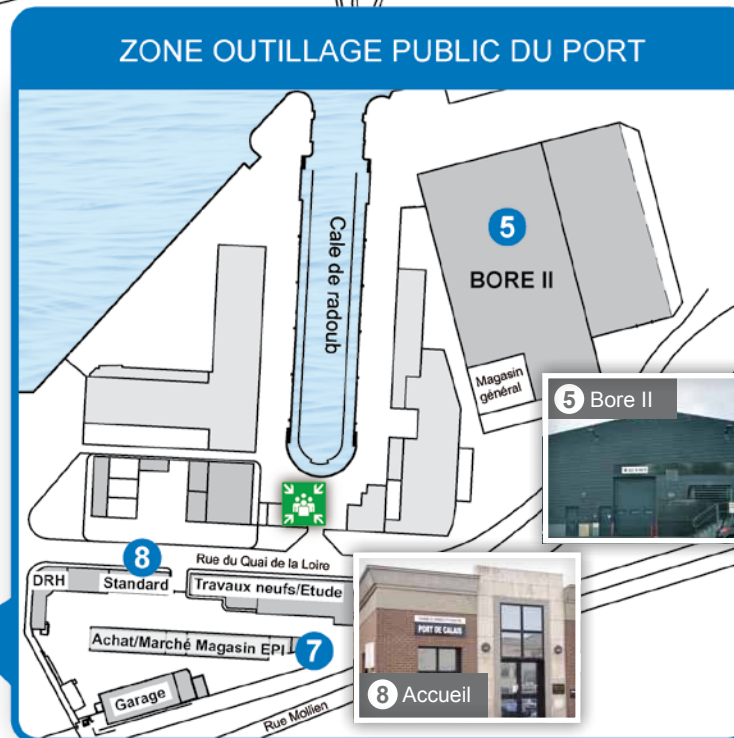 ZONE OUTILLAGE PUBLIC DU PORT
Cale de radoub
5
BORE II
Magasin
général
5 Bore II
8
Rue du Quai de la Loire
DRH
Standard
Travaux neufs/Etude
Achat/Marché Magasin EPI
7
Garage
Rue Mollien
PORT DE CALAIS
8 Accueil